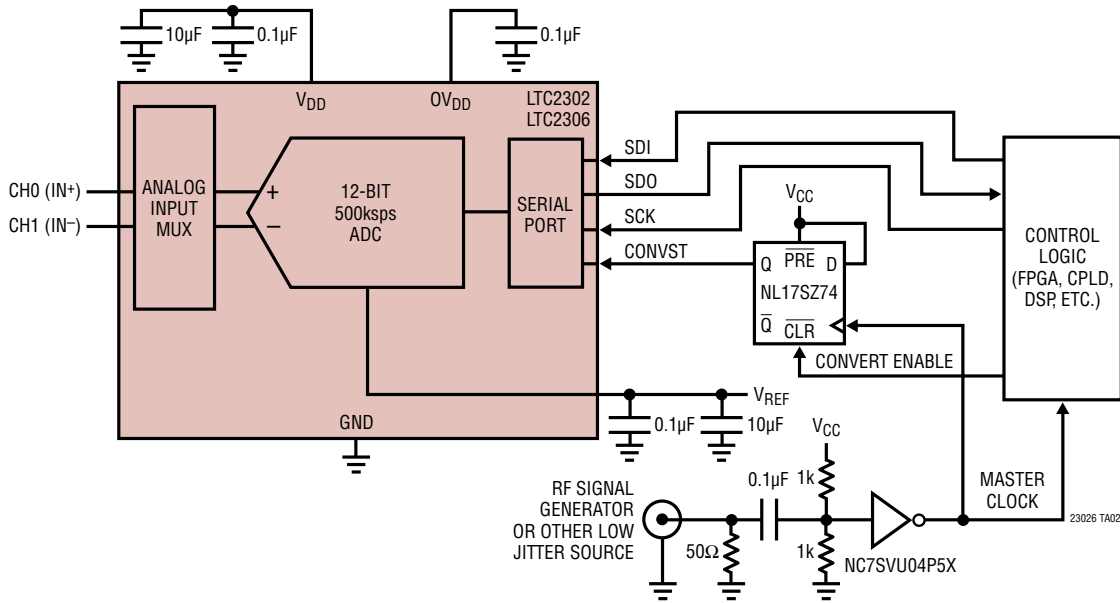 10µF
0.1µF
0.1µF
VDD
OVDD
LTC2302
LTC2306
CH0 (IN+)
CH1 (IN–)
ANALOG
INPUT
MUX
+
–
12-BIT
500ksps
ADC
SERIAL
PORT
SDI
SDO
SCK
CONVST
VCC
Q
PRE
D
NL17SZ74
Q
CLR
CONVERT ENABLE
CONTROL
LOGIC
(FPGA, CPLD,
DSP, ETC.)
VREF
0.1µF
10µF
GND
VCC
RF SIGNAL
GENERATOR
OR OTHER LOW
JITTER SOURCE
50Ω
0.1µF
1k
1k
NC7SVU04P5X
MASTER
CLOCK
23026 TA02